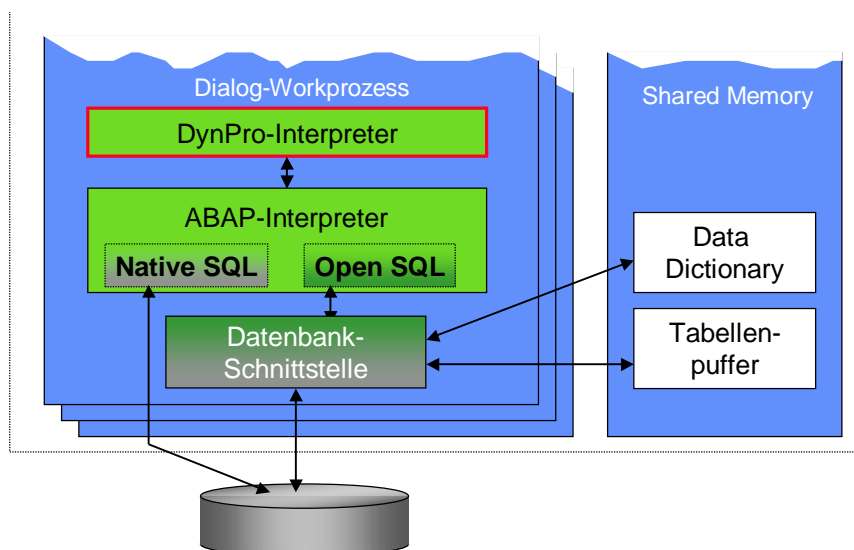 Dialog-Workprozess
DynPro-Interpreter
ABAP-Interpreter
Native SQL
Open SQL
Datenbank-
Schnittstelle
Shared Memory
Data
Dictionary
Tabellen-
puffer